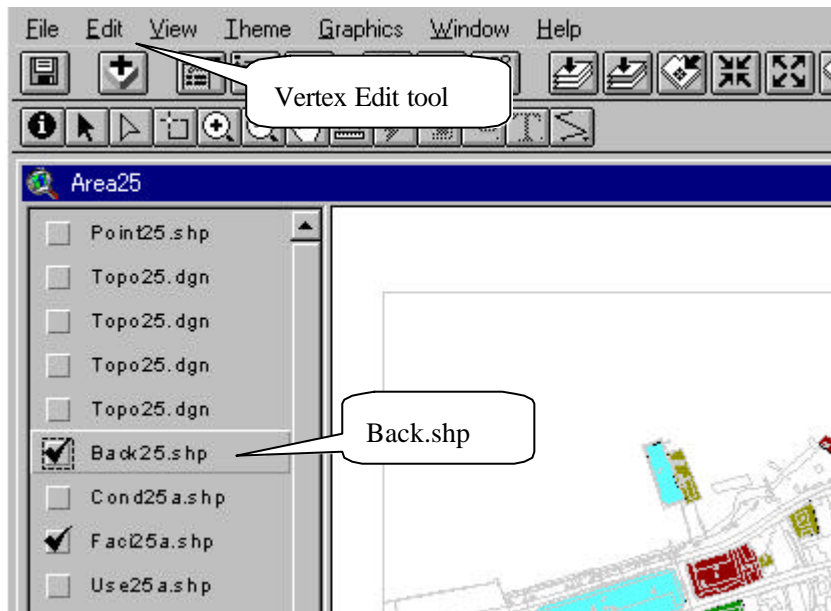 File Edit View Theme Graphics Window Help
Vertex Edit tool
Area25
Point25.shp
Topo25.dgn
Topo25.dgn
Topo25.dgn
Topo25.dgn
Back25.shp
Back.shp
Cond25a.shp
Faci25a.shp
Use25a.shp